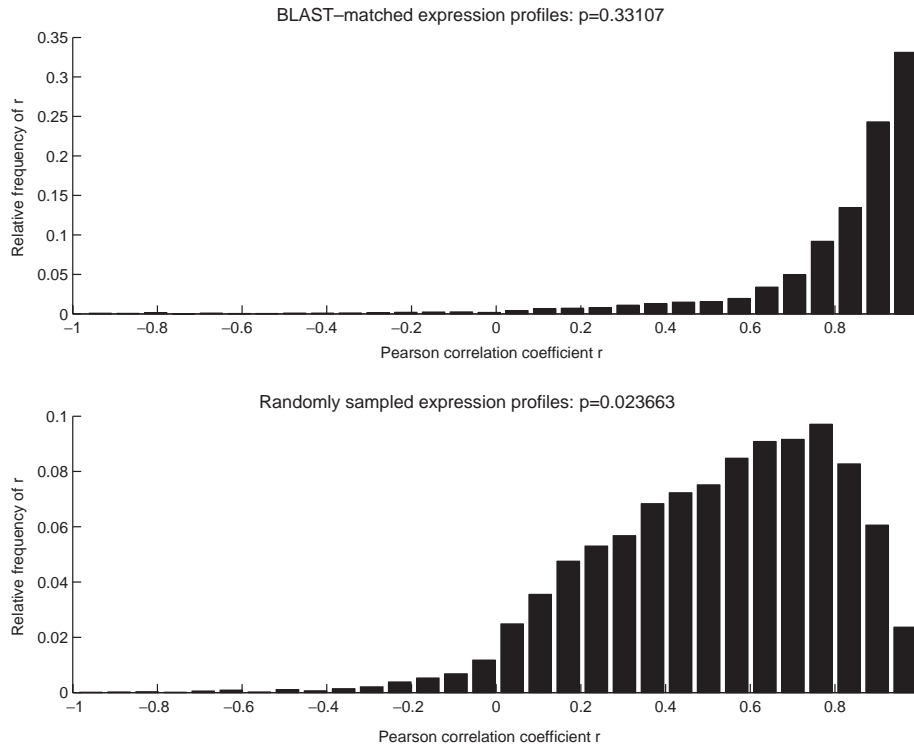 BLAST–matched expression profiles: p=0.33107
Relative frequency of r
0.35
0.3
0.25
0.2
0.15
0.1
0.05
0
−1 −0.8 −0.6 −0.4 −0.2 0 0.2 0.4 0.6 0.8
Pearson correlation coefficient r
Randomly sampled expression profiles: p=0.023663
Relative frequency of r
0.1
0.08
0.06
0.04
0.02
0
−1 −0.8 −0.6 −0.4 −0.2 0 0.2 0.4 0.6 0.8
Pearson correlation coefficient r